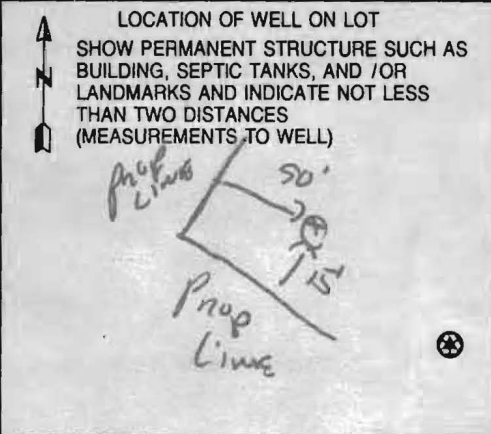 LOCATION OF WELL ON LOT
SHOW PERMANENT STRUCTURE SUCH AS
BUILDING, SEPTIC TANKS, AND /OR
LANDMARKS AND INDICATE NOT LESS
THAN TWO DISTANCES
(MEASUREMENTS TO WELL)
N
Prop
Line
50'
15'
Prop
Line